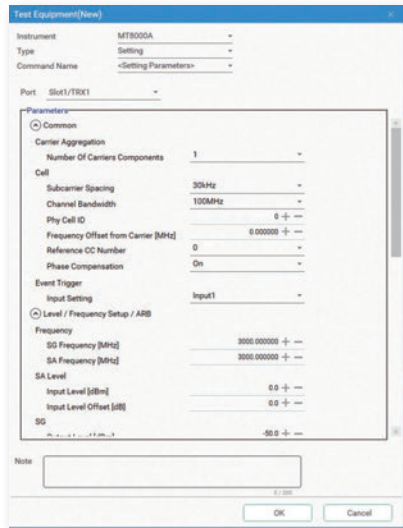 Test Equipment(New)
Instrument MT8000A
Type Setting
Command Name <Setting Parameters>
Port Slot1/TRX1
Parameters
Common
Carrier Aggregation
Number Of Carriers Components 1
Cell
Subcarrier Spacing 30kHz
Channel Bandwidth 100MHz
Phy Cell ID 0
Frequency Offset from Carrier [MHz] 0.000000
Reference CC Number 0
Phase Compensation On
Event Trigger
Input Setting Input1
Level / Frequency Setup / ARB
Frequency
SG Frequency [MHz] 3000.000000
SA Frequency [MHz] 3000.000000
SA Level
Input Level [dBm] 0.0
Input Level Offset [dB] 0.0
SG
-50.0
Note
0 / 200
OK Cancel